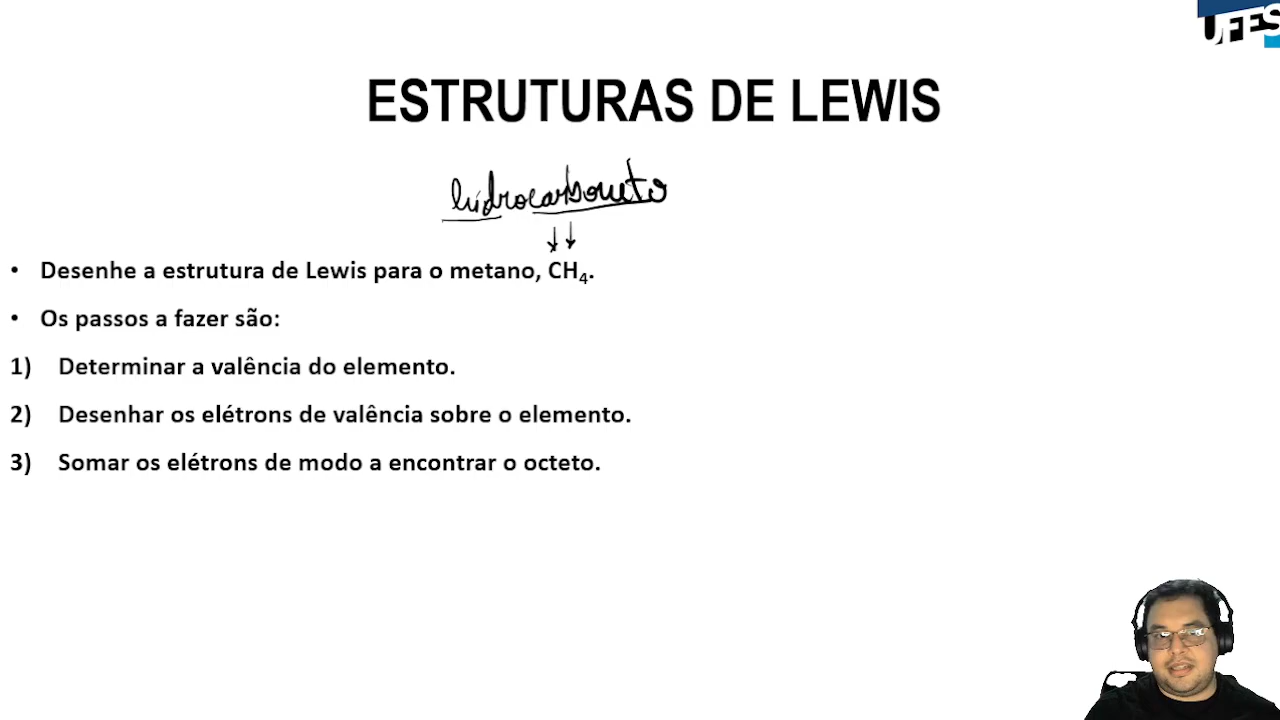 UFES
ESTRUTURAS DE LEWIS
hidrocarboneto
• Desenhe a estrutura de Lewis para o metano, CH₄.
• Os passos a fazer são:
1) Determinar a valência do elemento.
2) Desenhar os elétrons de valência sobre o elemento.
3) Somar os elétrons de modo a encontrar o octeto.